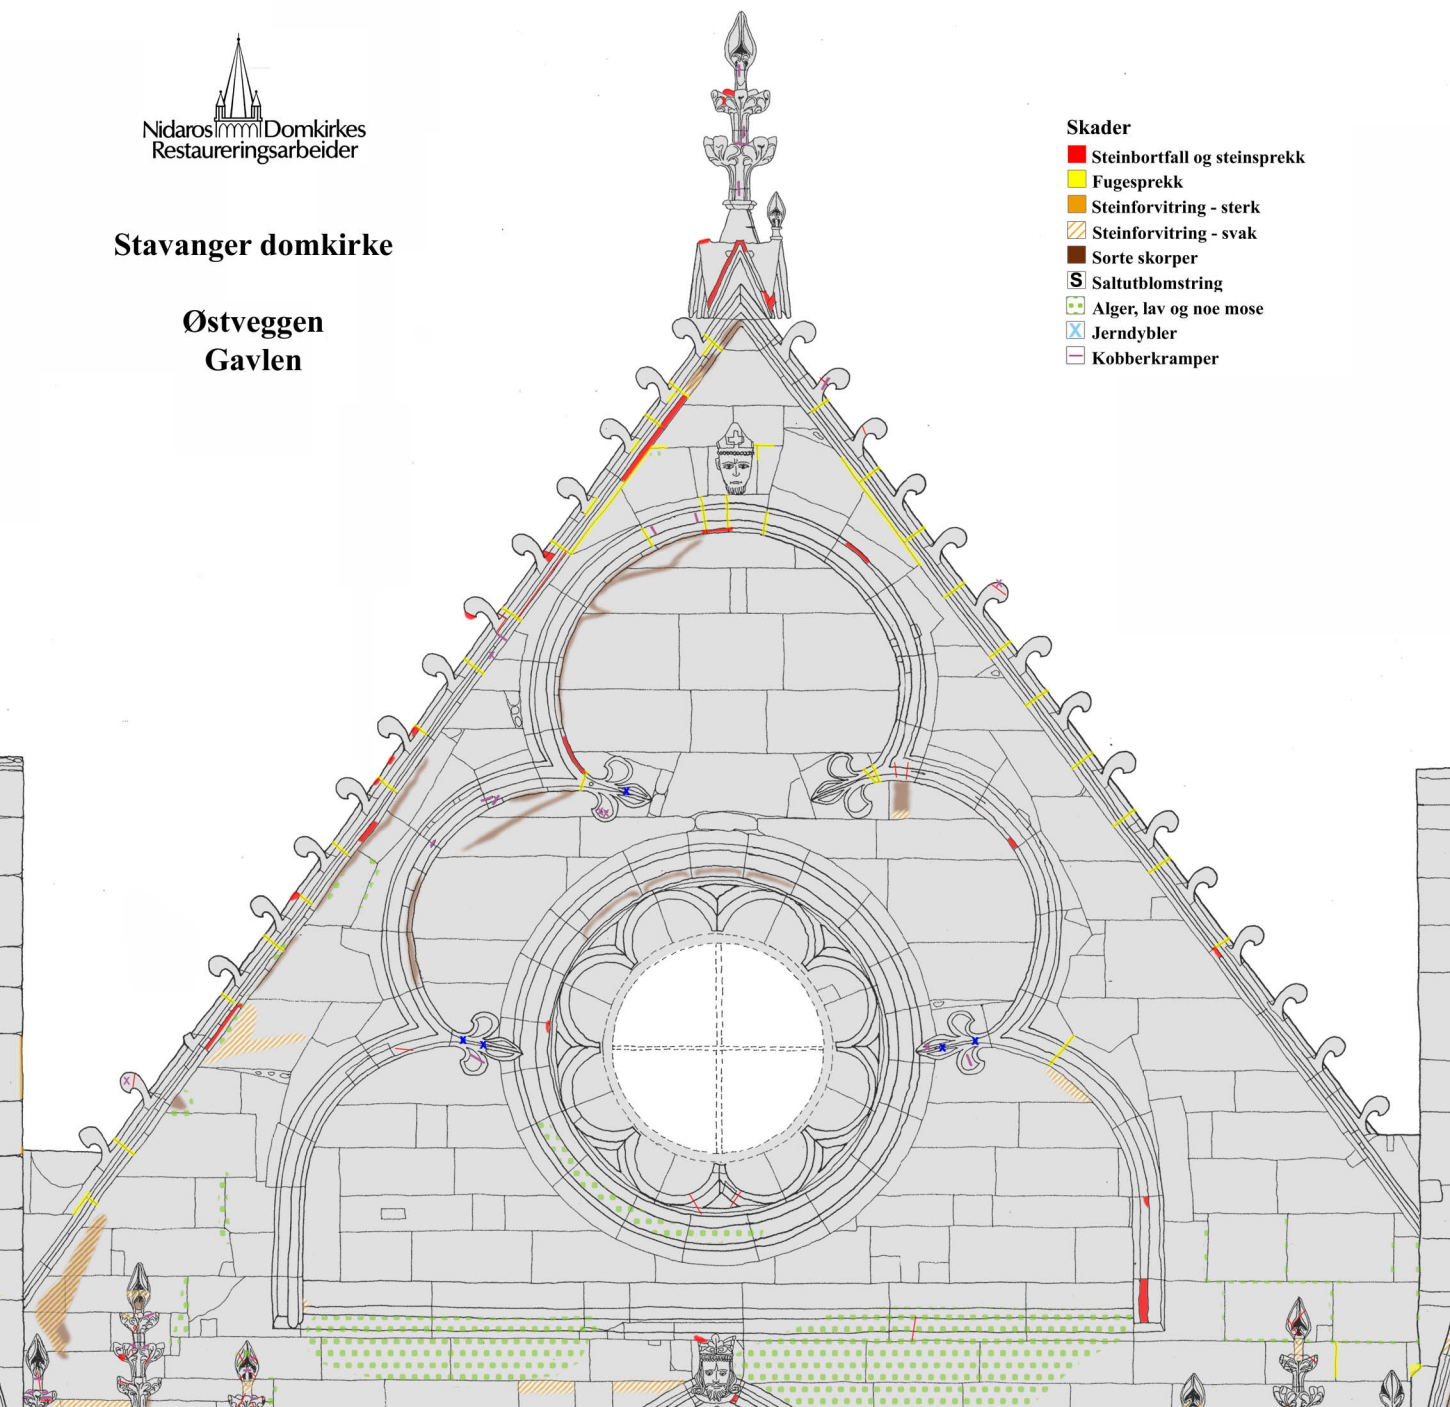 Nidaros Domkirkes
Restaureringsarbeider
Stavanger domkirke
Østveggen
Gavlen
Skader
Steinbortfall og steinsprekk
Fugesprekk
Steinforvitring - sterk
Steinforvitring - svak
Sorte skorper
S Saltutblomstring
Alger, lav og noe mose
X Jerndybler
Kobberkramper